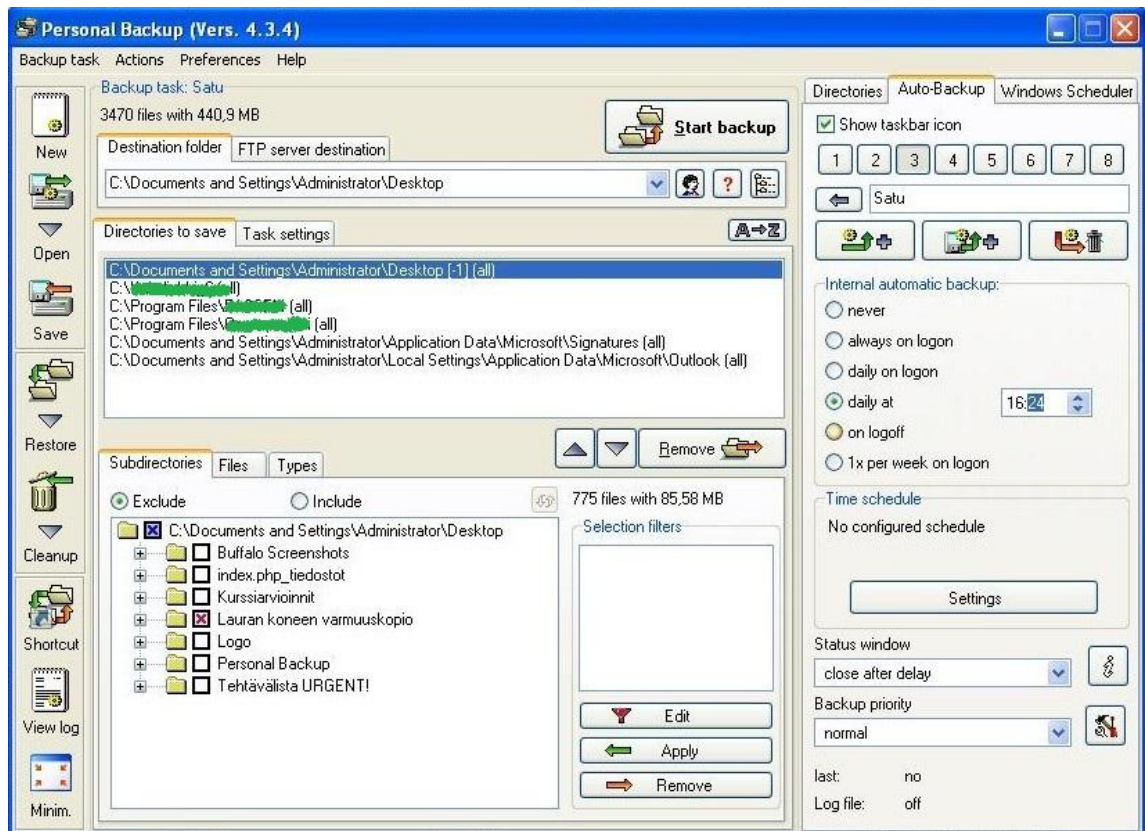 Personal Backup (Vers. 4.3.4)
Backup task Actions Preferences Help
New
Open
Save
Restore
Cleanup
Shortcut
View log
Minim.
Backup task: Satu
3470 files with 440,9 MB
Start backup
Destination folder FTP server destination
C:\Documents and Settings\Administrator\Desktop
Directories to save Task settings
A Z
C:\Documents and Settings\Administrator\Desktop [-1] (all)
C:\
C:\Program Files\ (all)
C:\Program Files\ (all)
C:\Documents and Settings\Administrator\Application Data\Microsoft\Signatures (all)
C:\Documents and Settings\Administrator\Local Settings\Application Data\Microsoft\Outlook (all)
Remove
Subdirectories Files Types
Exclude Include
775 files with 85,58 MB
C:\Documents and Settings\Administrator\Desktop
Buffalo Screenshots
index.php_tiedostot
Kurssiarvioinnit
Lauran koneen varmuuskopio
Logo
Personal Backup
Tehtävälista URGENT!
Selection filters
Edit
Apply
Remove
Directories Auto-Backup Windows Scheduler
Show taskbar icon
1 2 3 4 5 6 7 8
Satu
Internal automatic backup:
never
always on logon
daily on logon
daily at 16:24
on logoff
1x per week on logon
Time schedule
No configured schedule
Settings
Status window
close after delay
Backup priority
normal
last: no
Log file: off